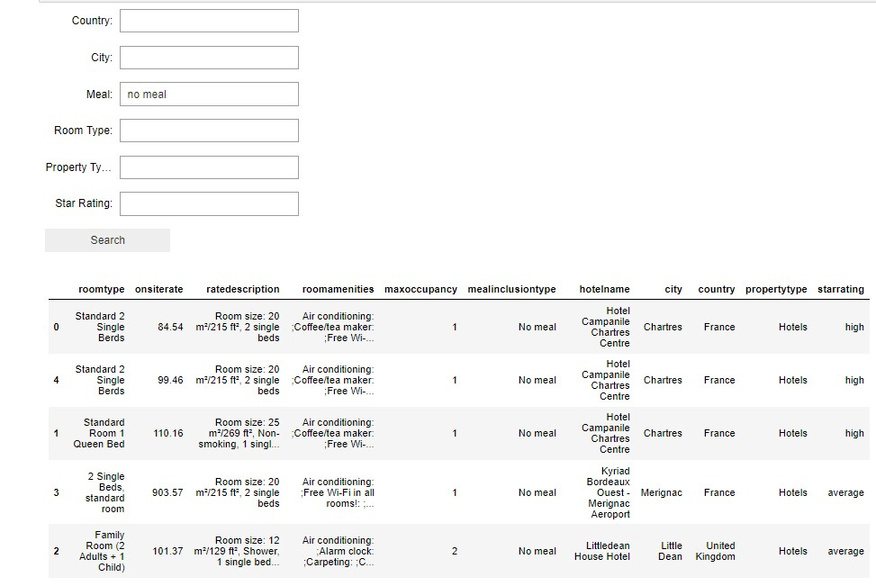 Country:
City:
Meal: no meal
Room Type:
Property Ty...
Star Rating:
Search
roomtype onsiterate ratedescription roomamenities maxoccupancy mealinclusiontype hotelname city country propertytype starrating
Standard 2
Single
Berds
0 84.54
Room size: 20
m²/215 ft², 2 single
beds
Air conditioning:
;Coffee/tea maker:
;Free Wi-...
1 No meal
Hotel
Campanile
Chartres
Centre
Chartres France Hotels high
Standard 2
Single
Berds
4 99.46
Room size: 20
m²/215 ft², 2 single
beds
Air conditioning:
;Coffee/tea maker:
;Free Wi-...
1 No meal
Hotel
Campanile
Chartres
Centre
Chartres France Hotels high
Standard
Room 1
Queen Bed
1 110.16
Room size: 25
m²/269 ft², Non-
smoking, 1 singl...
Air conditioning:
;Coffee/tea maker:
;Free Wi-...
1 No meal
Hotel
Campanile
Chartres
Centre
Chartres France Hotels high
2 Single
Beds,
standard
room
3 903.57
Room size: 20
m²/215 ft², 2 single
beds
Air conditioning:
;Free Wi-Fi in all
rooms!: ;...
1 No meal
Kyriad
Bordeaux
Ouest -
Merignac
Aeroport
Merignac France Hotels average
Family
Room (2
Adults + 1
Child)
2 101.37
Room size: 12
m²/129 ft², Shower,
1 single bed...
Air conditioning:
;Alarm clock:
;Carpeting: ;C...
2 No meal
Littledean
House Hotel
Little
Dean
United
Kingdom
Hotels average